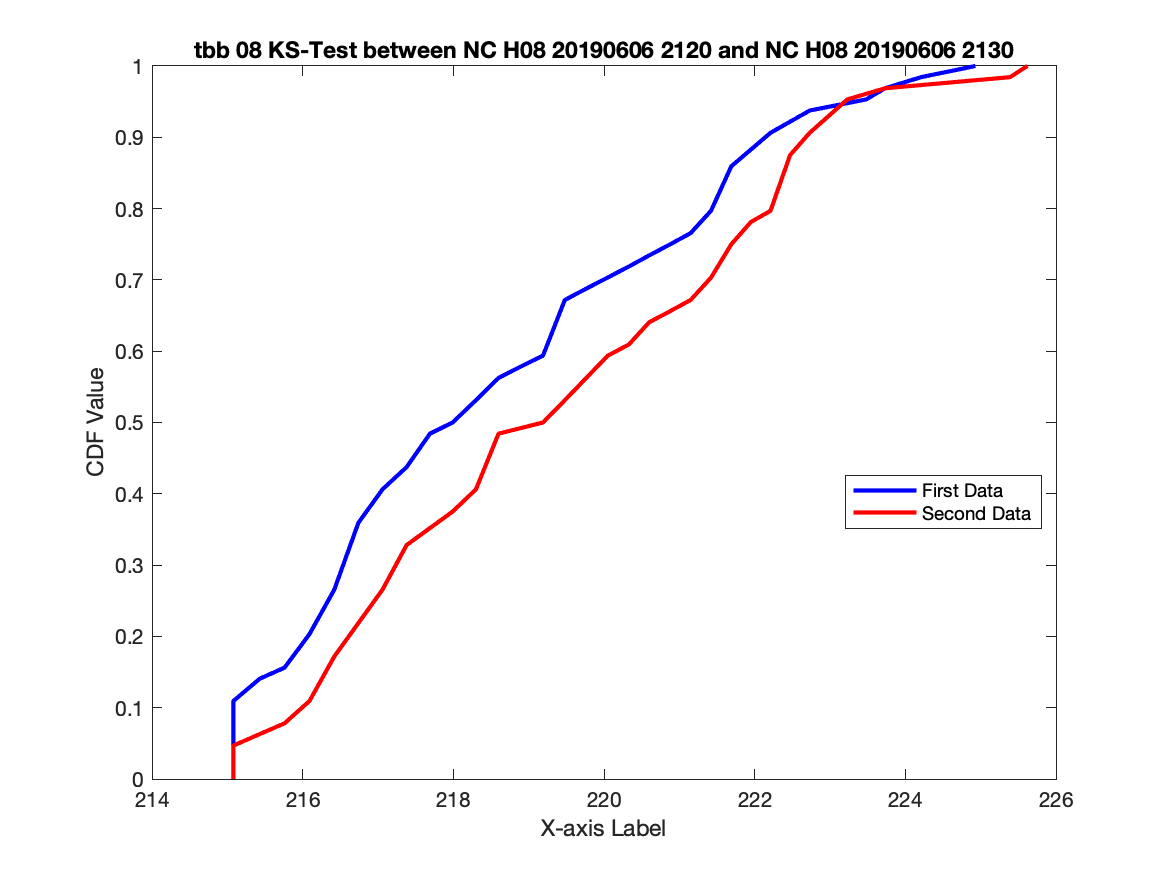 tbb 08 KS-Test between NC H08 20190606 2120 and NC H08 20190606 2130
1
0.9
0.8
0.7
0.6
0.5
0.4
0.3
0.2
0.1
0
CDF Value
First Data
Second Data
214 216 218 220 222 224 226
X-axis Label